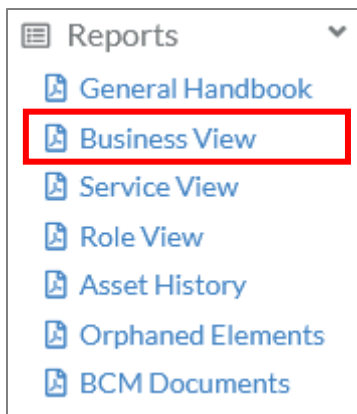 Reports
General Handbook
Business View
Service View
Role View
Asset History
Orphaned Elements
BCM Documents